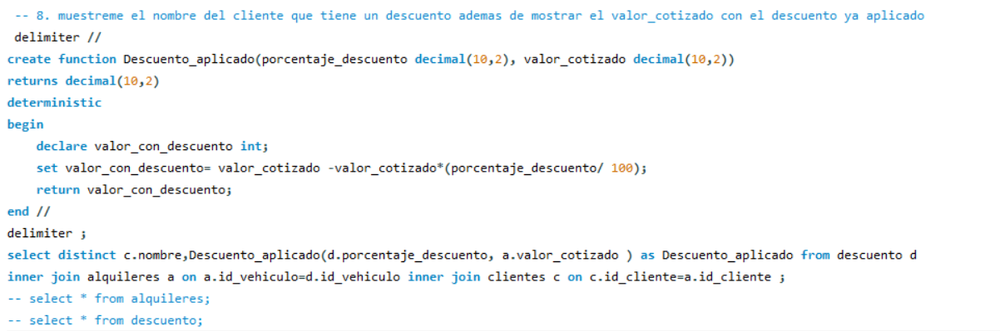 -- 8. muestreme el nombre del cliente que tiene un descuento ademas de mostrar el valor_cotizado con el descuento ya aplicado
delimiter //
create function Descuento_aplicado(porcentaje_descuento decimal(10,2), valor_cotizado decimal(10,2))
returns decimal(10,2)
deterministic
begin
declare valor_con_descuento int;
set valor_con_descuento= valor_cotizado -valor_cotizado*(porcentaje_descuento/ 100);
return valor_con_descuento;
end //
delimiter ;
select distinct c.nombre,Descuento_aplicado(d.porcentaje_descuento, a.valor_cotizado ) as Descuento_aplicado from descuento d
inner join alquileres a on a.id_vehiculo=d.id_vehiculo inner join clientes c on c.id_cliente=a.id_cliente ;
-- select * from alquileres;
-- select * from descuento;